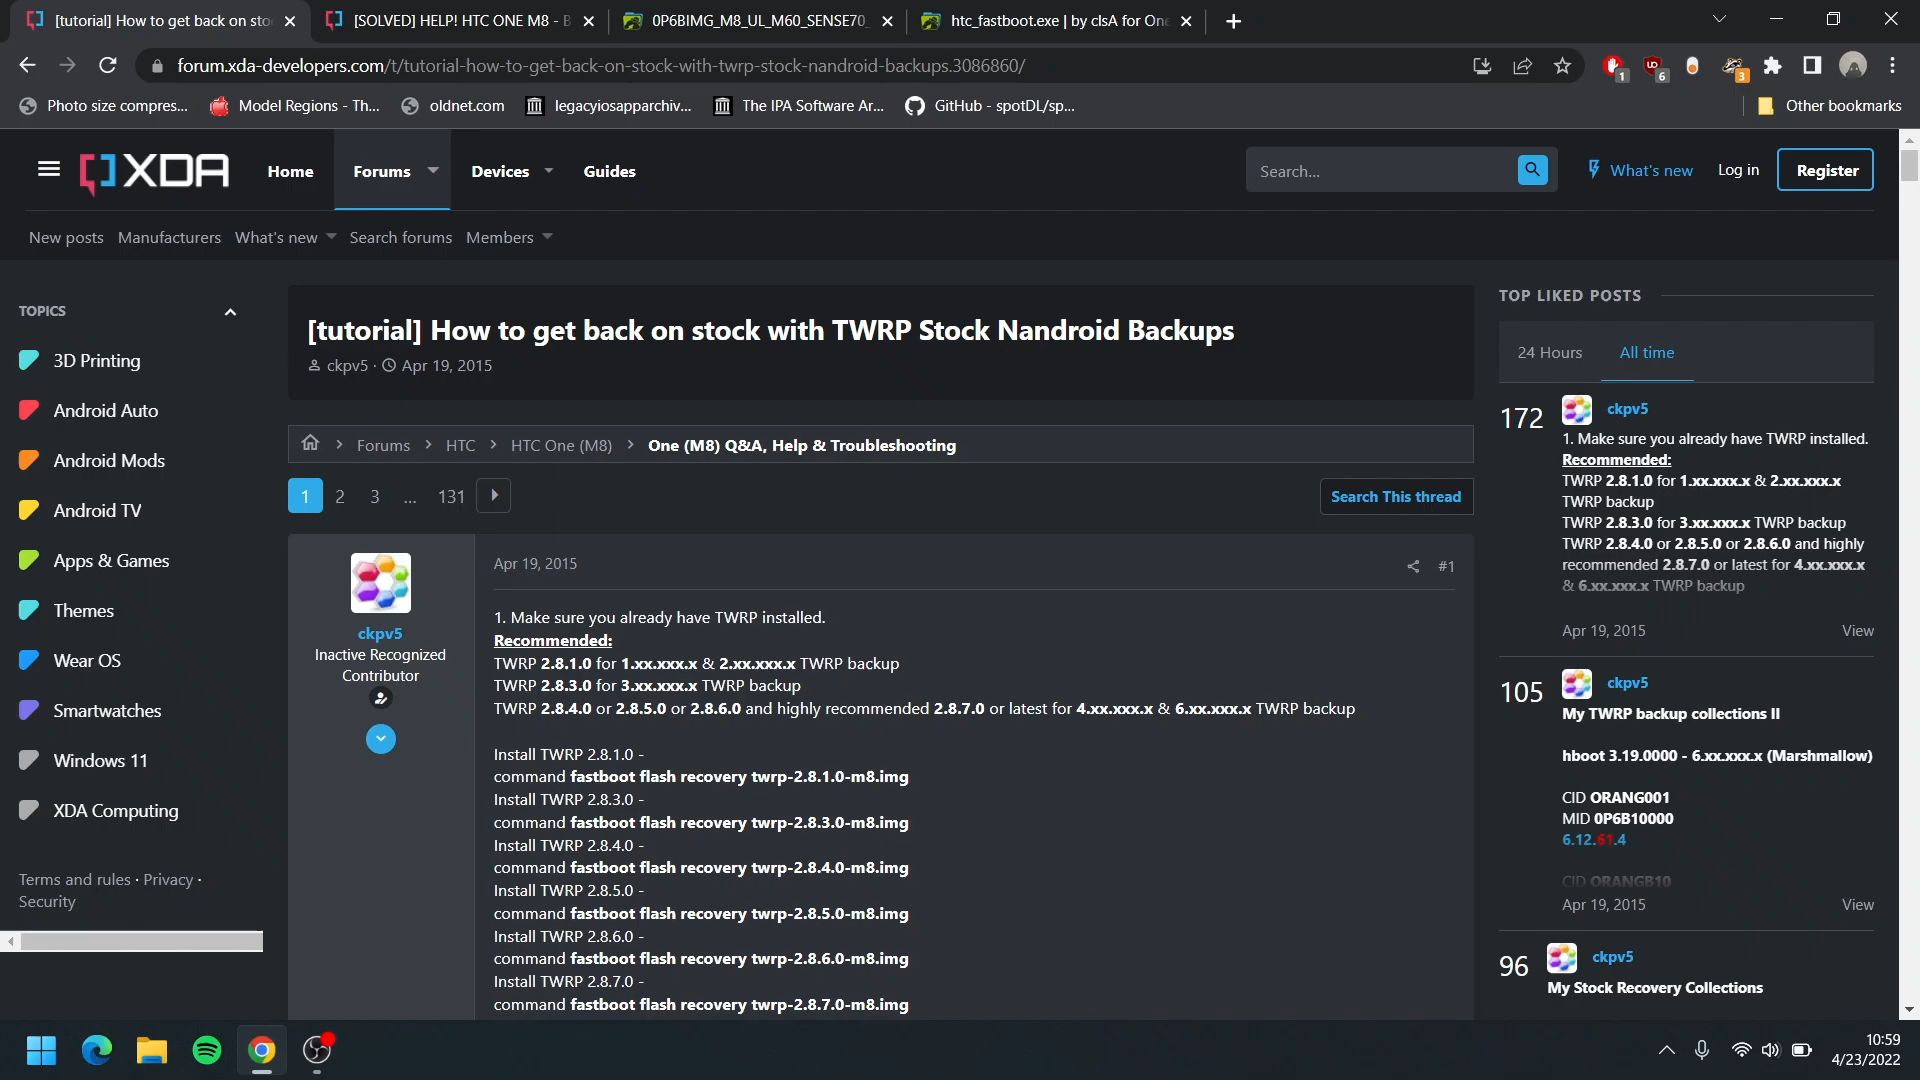 [tutorial] How to get back on sto
[SOLVED] HELP! HTC ONE M8 - B
0P6BIMG_M8_UL_M60_SENSE70_
htc_fastboot.exe | by clsA for One
forum.xda-developers.com/t/tutorial-how-to-get-back-on-stock-with-twrp-stock-nandroid-backups.3086860/
1
6
3
Photo size compres...
Model Regions - Th...
oldnet.com
legacyiosapparchiv...
The IPA Software Ar...
GitHub - spotDL/sp...
Other bookmarks
XDA
Home
Forums
Devices
Guides
Search...
What's new
Log in
Register
New posts
Manufacturers
What's new
Search forums
Members
TOPICS
3D Printing
Android Auto
Android Mods
Android TV
Apps & Games
Themes
Wear OS
Smartwatches
Windows 11
XDA Computing
Terms and rules · Privacy ·
Security
[tutorial] How to get back on stock with TWRP Stock Nandroid Backups
ckpv5 · Apr 19, 2015
Forums > HTC > HTC One (M8) > One (M8) Q&A, Help & Troubleshooting
1 2 3 ... 131
Search This thread
ckpv5
Inactive Recognized
Contributor
Apr 19, 2015
#1
1. Make sure you already have TWRP installed.
Recommended:
TWRP 2.8.1.0 for 1.xx.xxx.x & 2.xx.xxx.x TWRP backup
TWRP 2.8.3.0 for 3.xx.xxx.x TWRP backup
TWRP 2.8.4.0 or 2.8.5.0 or 2.8.6.0 and highly recommended 2.8.7.0 or latest for 4.xx.xxx.x & 6.xx.xxx.x TWRP backup
Install TWRP 2.8.1.0 -
command fastboot flash recovery twrp-2.8.1.0-m8.img
Install TWRP 2.8.3.0 -
command fastboot flash recovery twrp-2.8.3.0-m8.img
Install TWRP 2.8.4.0 -
command fastboot flash recovery twrp-2.8.4.0-m8.img
Install TWRP 2.8.5.0 -
command fastboot flash recovery twrp-2.8.5.0-m8.img
Install TWRP 2.8.6.0 -
command fastboot flash recovery twrp-2.8.6.0-m8.img
Install TWRP 2.8.7.0 -
command fastboot flash recovery twrp-2.8.7.0-m8.img
TOP LIKED POSTS
24 Hours
All time
172
ckpv5
1. Make sure you already have TWRP installed.
Recommended:
TWRP 2.8.1.0 for 1.xx.xxx.x & 2.xx.xxx.x
TWRP backup
TWRP 2.8.3.0 for 3.xx.xxx.x TWRP backup
TWRP 2.8.4.0 or 2.8.5.0 or 2.8.6.0 and highly
recommended 2.8.7.0 or latest for 4.xx.xxx.x
& 6.xx.xxx.x TWRP backup
Apr 19, 2015
View
105
ckpv5
My TWRP backup collections II
hboot 3.19.0000 - 6.xx.xxx.x (Marshmallow)
CID ORANG001
MID 0P6B10000
6.12.61.4
CID ORANGB10
Apr 19, 2015
View
96
ckpv5
My Stock Recovery Collections
10:59
4/23/2022